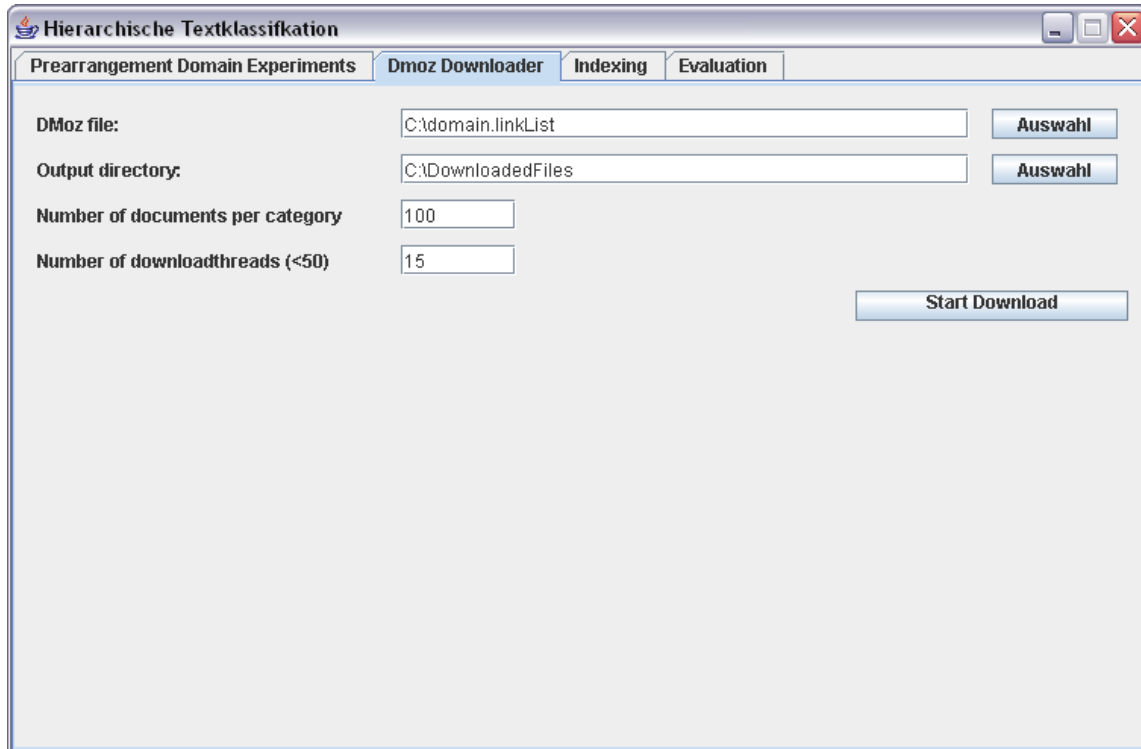 Hierarchische Textklassifkation
Prearrangement Domain Experiments Dmoz Downloader Indexing Evaluation
DMoz file: C:\domain.linkList Auswahl
Output directory: C:\DownloadedFiles Auswahl
Number of documents per category 100
Number of downloadthreads (<50) 15
Start Download